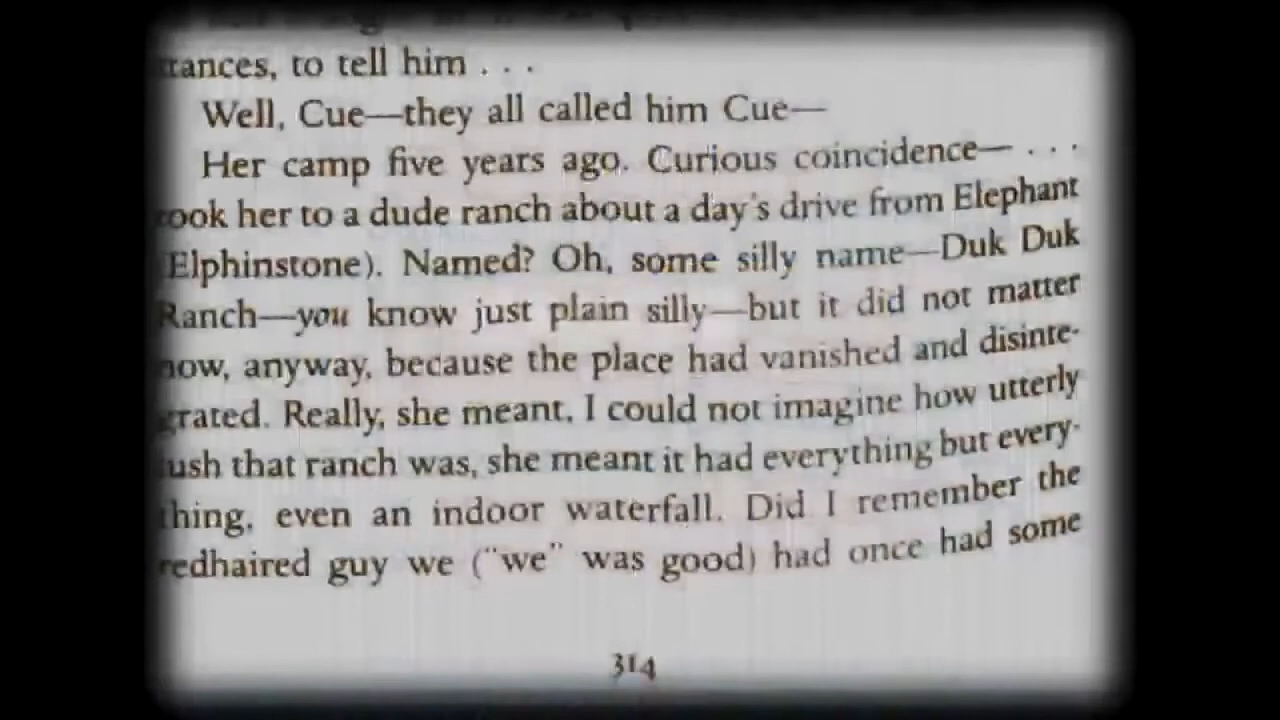 tances, to tell him . . .
Well, Cue—they all called him Cue—
Her camp five years ago. Curious coincidence— . . .
took her to a dude ranch about a day's drive from Elephant
(Elphinstone). Named? Oh, some silly name—Duk Duk
Ranch—you know just plain silly—but it did not matter
now, anyway, because the place had vanished and disinte-
grated. Really, she meant, I could not imagine how utterly
lush that ranch was, she meant it had everything but every-
thing, even an indoor waterfall. Did I remember the
redhaired guy we ("we" was good) had once had some
314